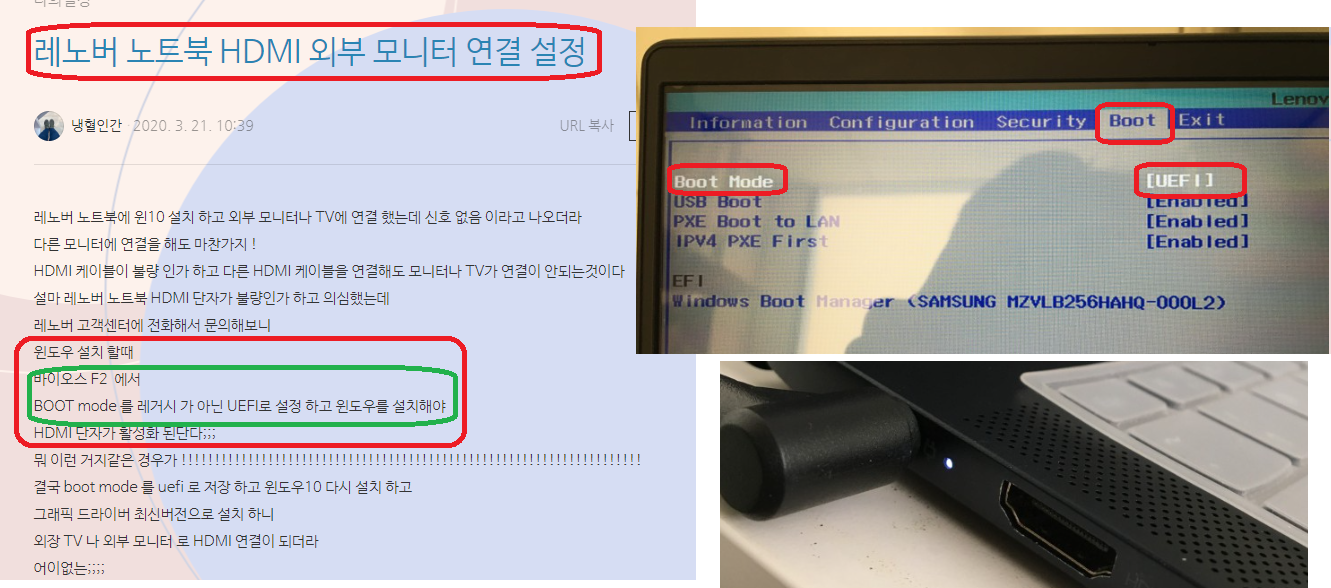 나의 설정
레노버 노트북 HDMI 외부 모니터 연결 설정
냉혈인간 · 2020. 3. 21. 10:39
URL 복사
레노버 노트북에 윈10 설치 하고 외부 모니터나 TV에 연결 했는데 신호 없음 이라고 나오더라
다른 모니터에 연결을 해도 마찬가지 !
HDMI 케이블이 불량 인가 하고 다른 HDMI 케이블을 연결해도 모니터나 TV가 연결이 안되는것이다
설마 레노버 노트북 HDMI 단자가 불량인가 하고 의심했는데
레노버 고객센터에 전화해서 문의해보니
윈도우 설치 할때
바이오스 F2 에서
BOOT mode 를 레거시 가 아닌 UEFI로 설정 하고 윈도우를 설치해야
HDMI 단자가 활성화 된단다;;;
뭐 이런 거지같은 경우가 !!!!!!!!!!!!!!!!!!!!!!!!!!!!!!!!!!!!!!!!!!!!!!!!!!!!!!!!!!!!!!!!!!!!!!
결국 boot mode 를 uefi 로 저장 하고 윈도우10 다시 설치 하고
그래픽 드라이버 최신버전으로 설치 하니
외장 TV 나 외부 모니터 로 HDMI 연결이 되더라
어이없는;;;;
Lenov
Information Configuration Security Boot Exit
Boot Mode [UEFI]
USB Boot [Enabled]
PXE Boot to LAN [Enabled]
IPV4 PXE First [Enabled]
EFI
Windows Boot Manager (SAMSUNG MZVLB256HAHQ-000L2)